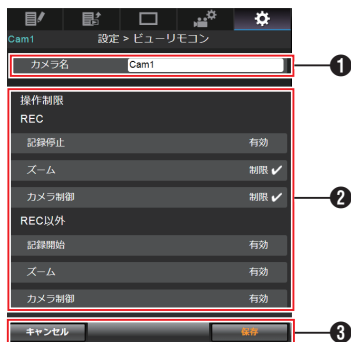 Cam1 設定 > ビューリモコン
カメラ名 Cam1
❶
操作制限
REC
記録停止 有効
ズーム 制限 ✔
カメラ制御 制限 ✔
❷
REC以外
記録開始 有効
ズーム 有効
カメラ制御 有効
キャンセル 保存
❸